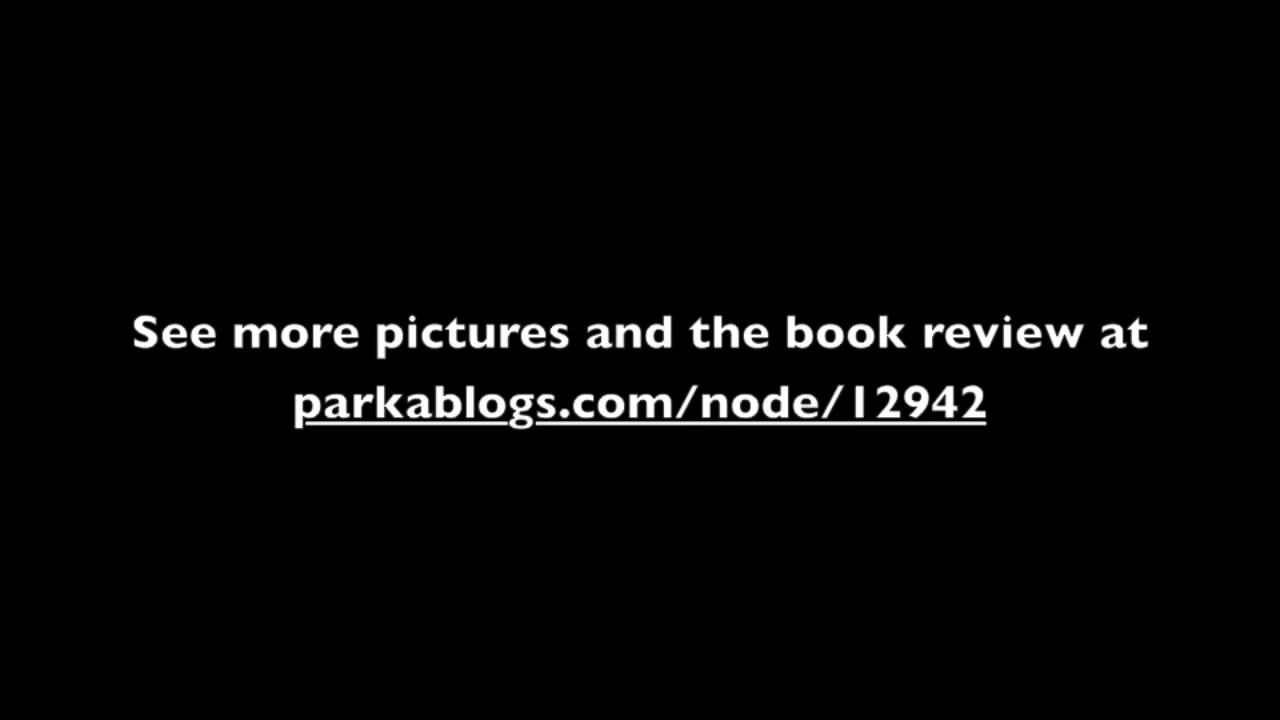 See more pictures and the book review at
parkablogs.com/node/12942